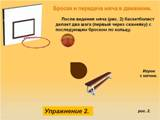 Бросок и передача мяча в движении.
После ведения мяча (рис. 2) баскетболист
делает два шага (первый через скамейку) с
последующим броском по кольцу.
Игрок
с мячом.
Упражнение 2.
рис. 2.